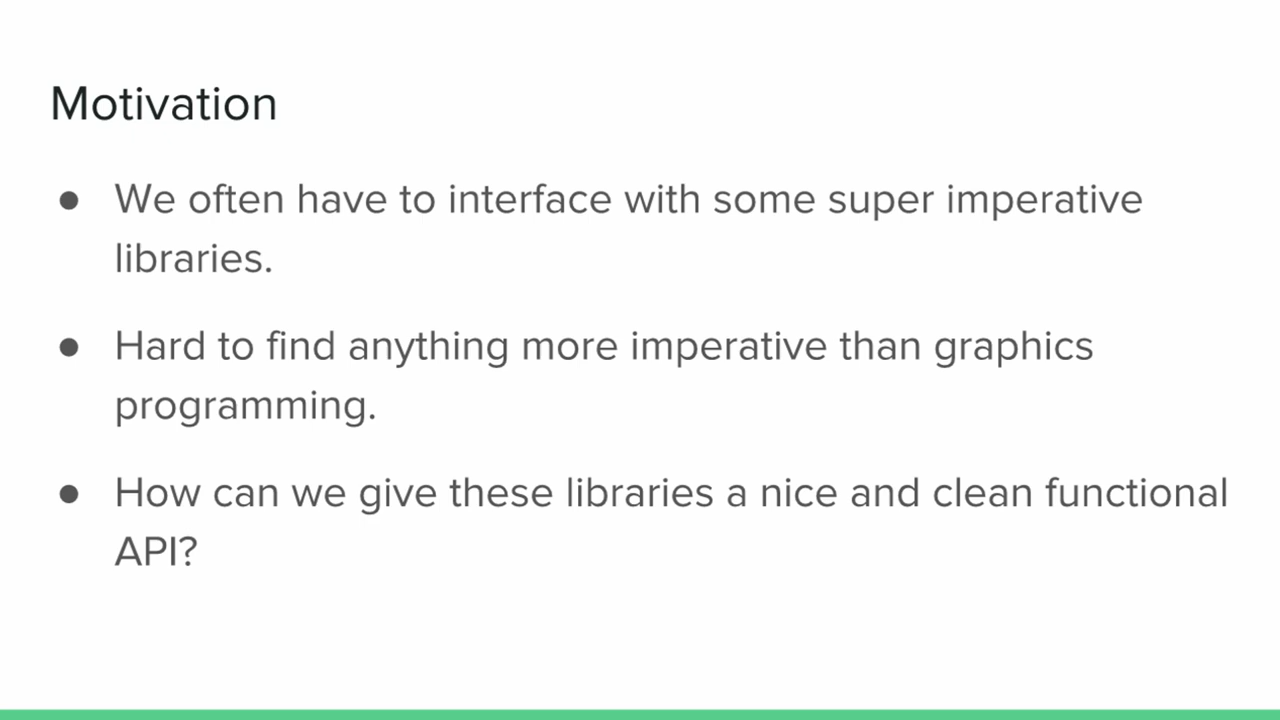 Motivation
● We often have to interface with some super imperative
libraries.
● Hard to find anything more imperative than graphics
programming.
● How can we give these libraries a nice and clean functional
API?